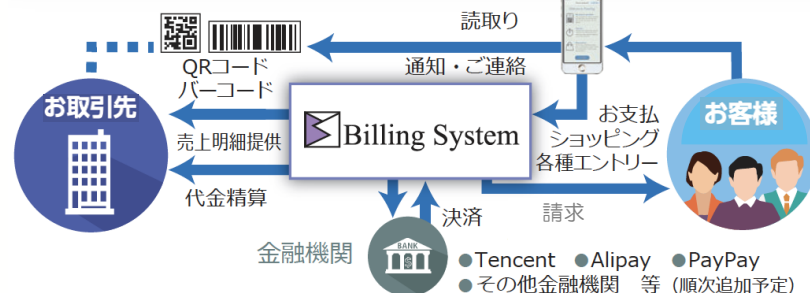 読取り
QRコード
バーコード
通知・ご連絡
お取引先
売上明細提供
代金精算
Billing System
お支払
ショッピング
各種エントリー
お客様
請求
決済
金融機関
BANK
●Tencent ●Alipay ●PayPay
●その他金融機関 等 (順次追加予定)